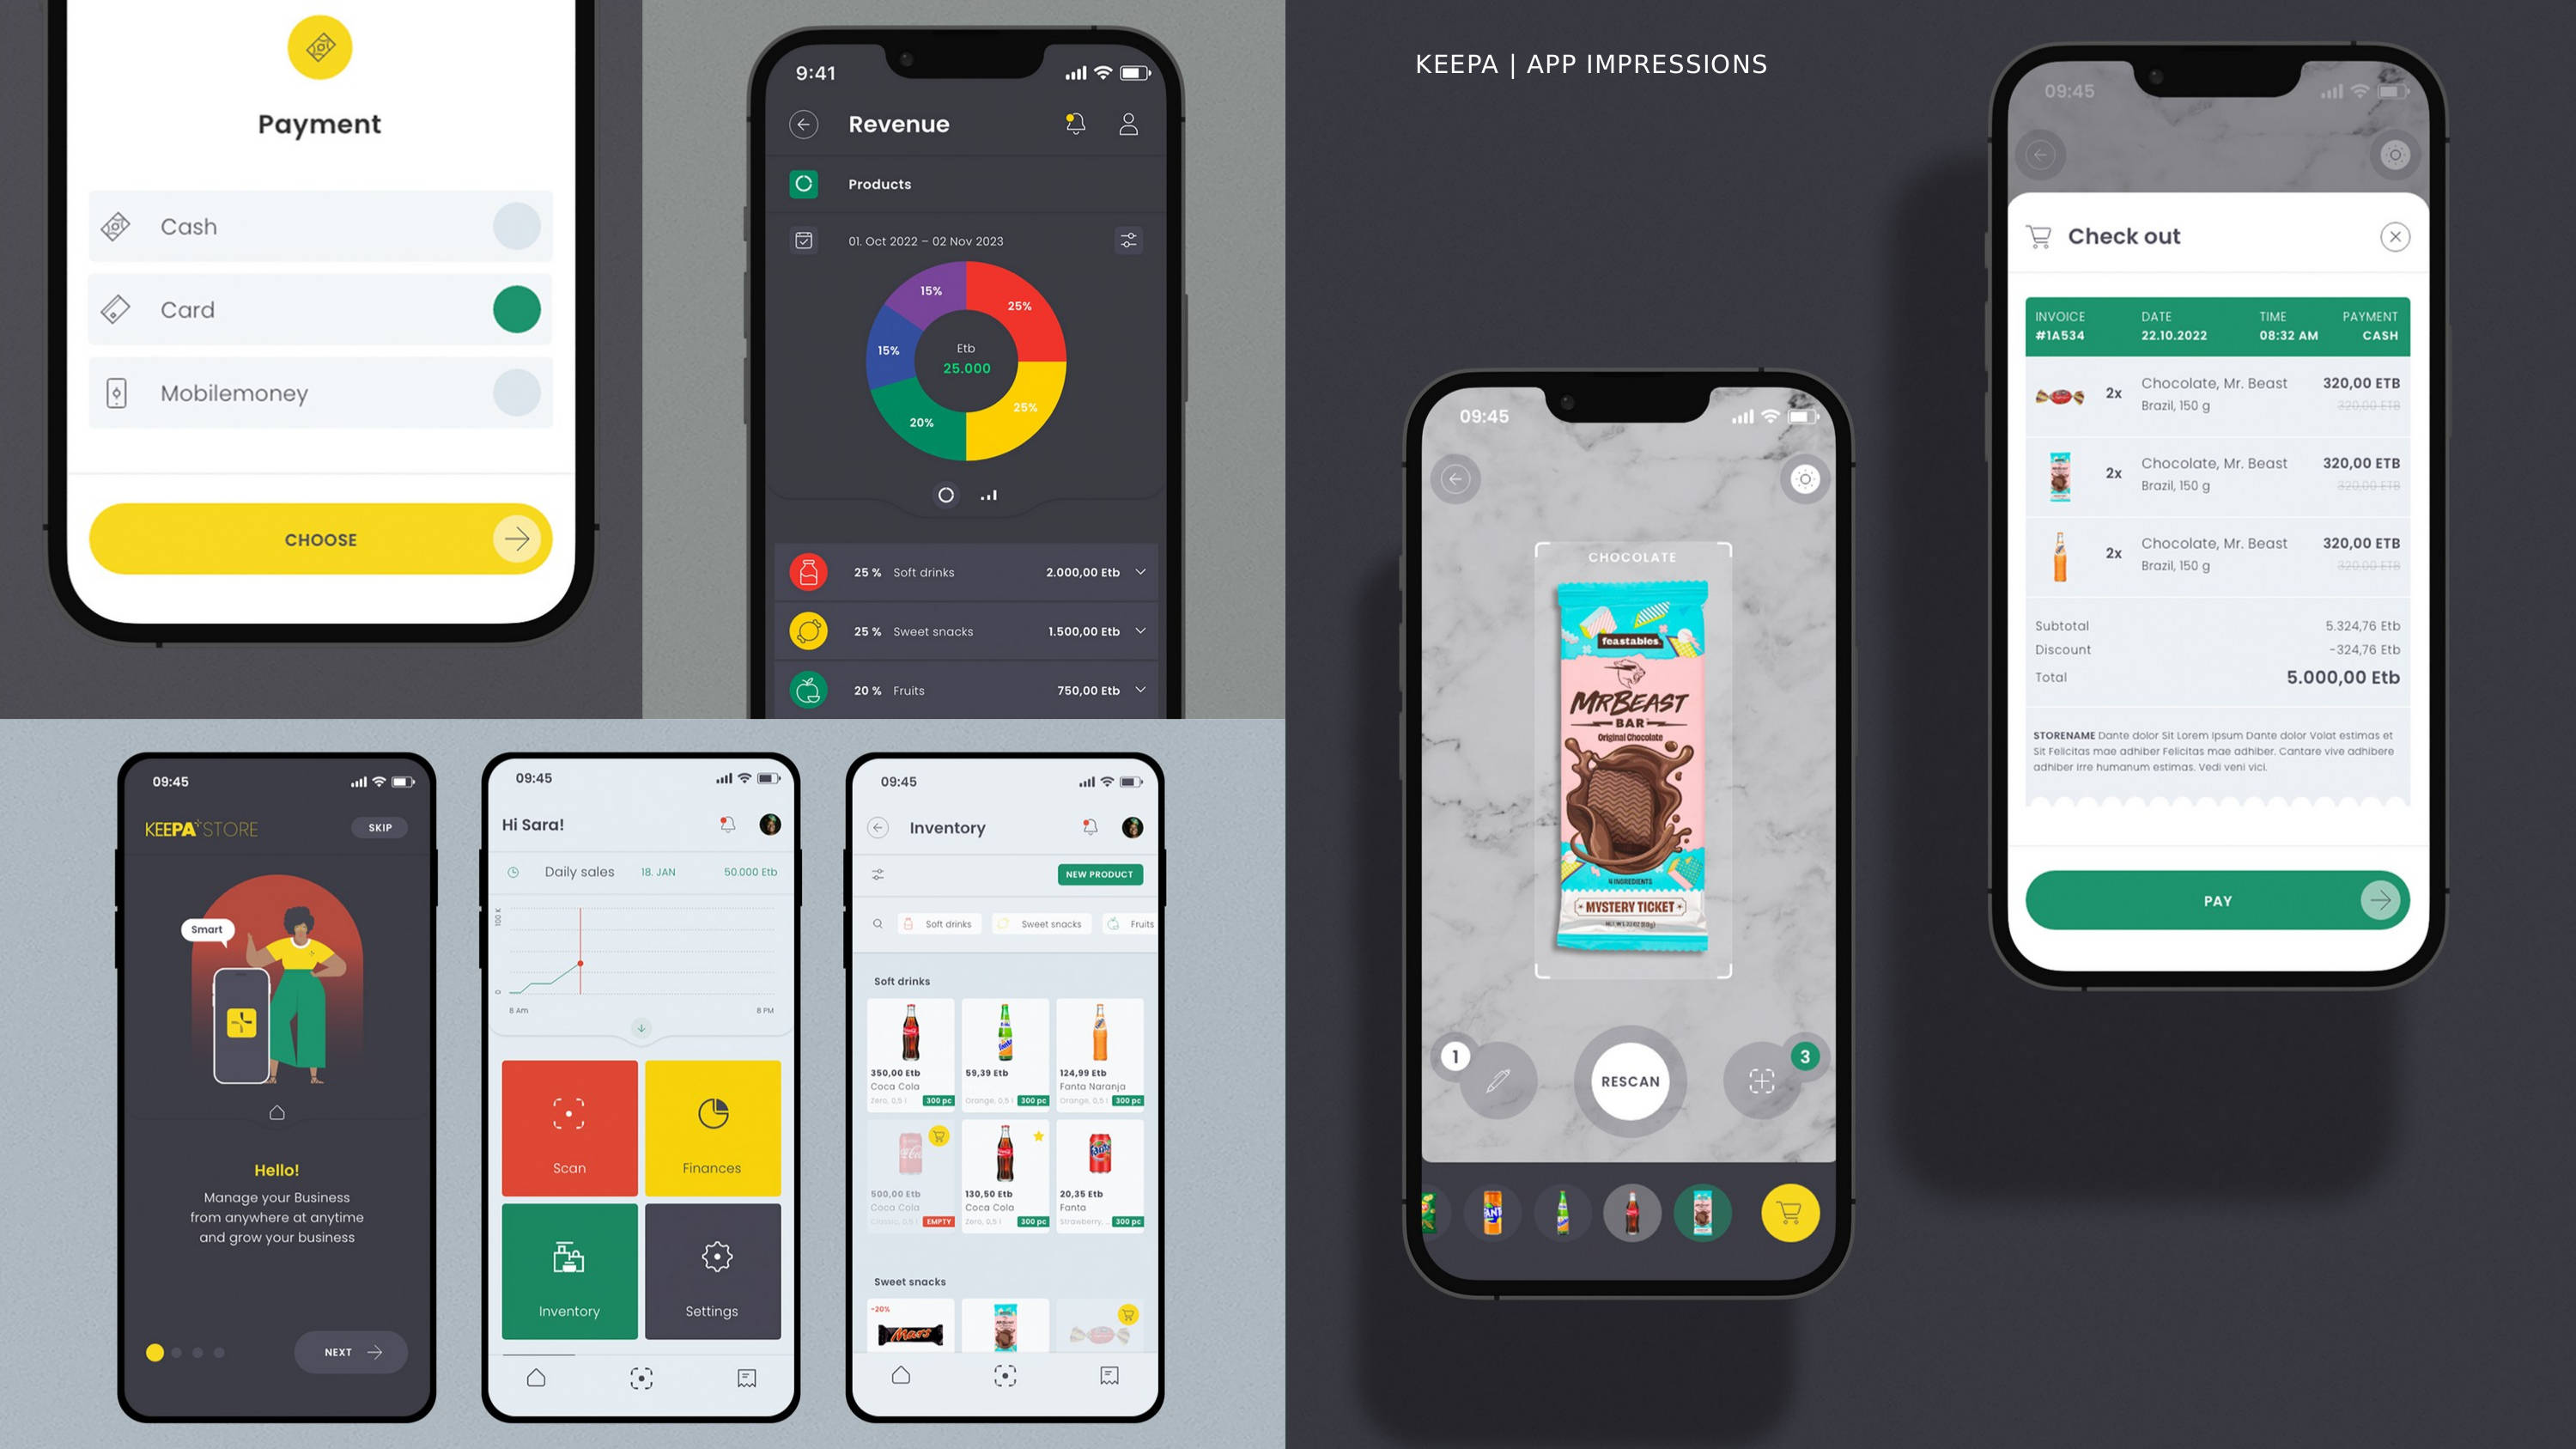 Payment
Cash
Card
Mobilemoney
CHOOSE
9:41
Revenue
Products
01. Oct 2022 – 02 Nov 2023
15%
25%
15%
Etb
25.000
25%
20%
25 % Soft drinks 2.000,00 Etb
25 % Sweet snacks 1.500,00 Etb
20 % Fruits 750,00 Etb
KEEPA | APP IMPRESSIONS
09:45
CHOCOLATE
feastables
MRBEAST
BAR
Original Chocolate
4 INGREDIENTS
MYSTERY TICKET
1
3
RESCAN
09:45
Check out
INVOICE DATE TIME PAYMENT
#1A534 22.10.2022 08:32 AM CASH
2x Chocolate, Mr. Beast 320,00 ETB
Brazil, 150 g 320,00 ETB
2x Chocolate, Mr. Beast 320,00 ETB
Brazil, 150 g 320,00 ETB
2x Chocolate, Mr. Beast 320,00 ETB
Brazil, 150 g 320,00 ETB
Subtotal 5.324,76 Etb
Discount -324,76 Etb
Total 5.000,00 Etb
STORENAME Dante dolor Sit Lorem Ipsum Dante dolor Volat estimas et
Sit Felicitas mae adhiber Felicitas mae adhiber. Cantare vive adhibere
adhiber irre humanum estimas. Vedi veni vici.
PAY
09:45
KEEPA STORE
SKIP
Smart
Hello!
Manage your Business
from anywhere at anytime
and grow your business
NEXT
09:45
Hi Sara!
Daily sales 18. JAN 50.000 Etb
100 K
0
8 Am 8 PM
Scan
Finances
Inventory
Settings
09:45
Inventory
NEW PRODUCT
Soft drinks Sweet snacks Fruits
Soft drinks
350,00 Etb 59,39 Etb 124,99 Etb
Coca Cola Fanta Naranja
Zero, 0,5 l 300 pc Orange, 0,5 l 300 pc Orange, 0,5 l 300 pc
500,00 Etb 130,50 Etb 20,35 Etb
Coca Cola Coca Cola Fanta
0,5 l EMPTY Zero, 0,5 l 300 pc Strawberry, .. 300 pc
Sweet snacks
-20%
Mars